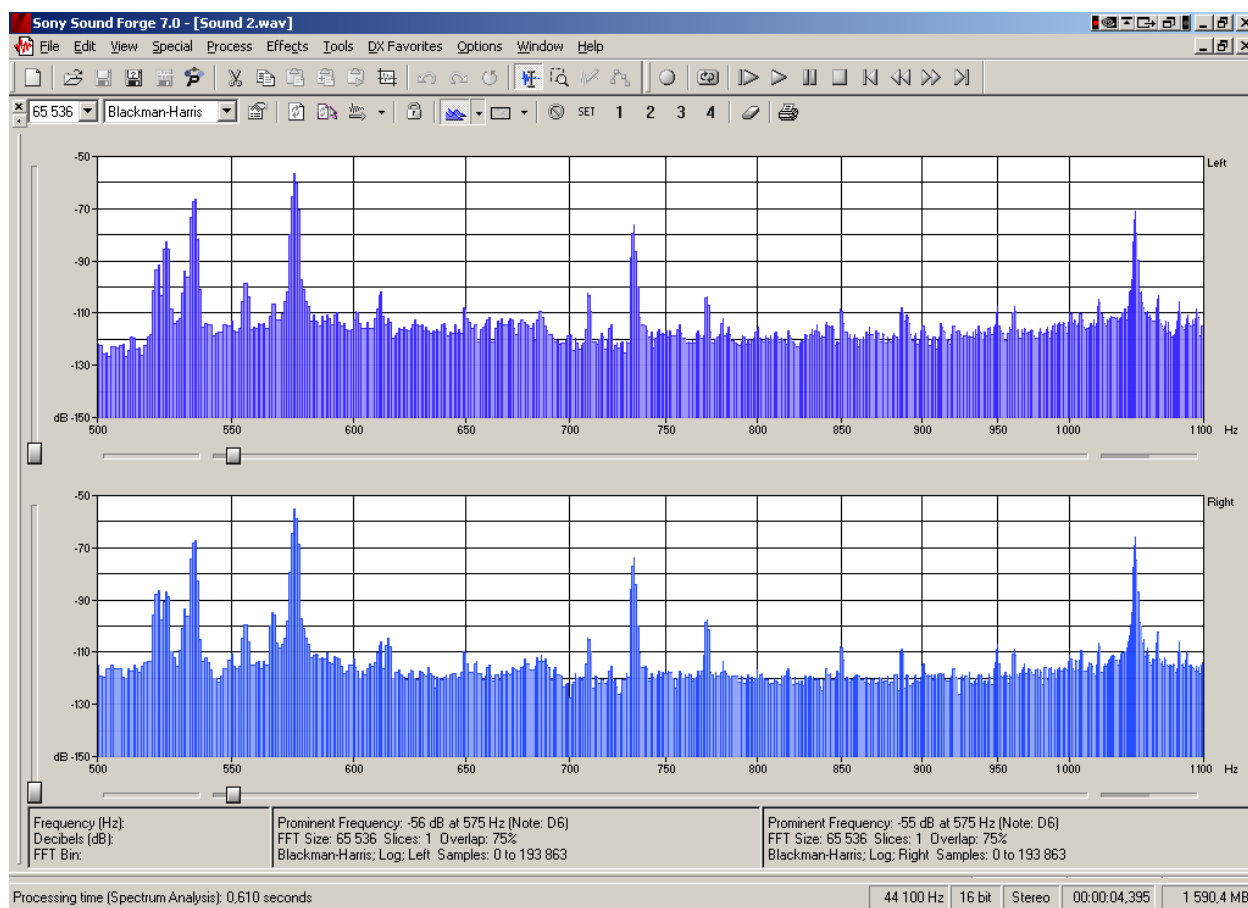 Sony Sound Forge 7.0 - [Sound 2.wav]
File Edit View Special Process Effects Tools DX Favorites Options Window Help
65 536 Blackman-Harris SET 1 2 3 4
Left
-50
-70
-90
-110
-130
dB -150
500 550 600 650 700 750 800 850 900 950 1000 1100 Hz
Right
-50
-70
-90
-110
-130
dB -150
500 550 600 650 700 750 800 850 900 950 1000 1100 Hz
Frequency (Hz):
Decibels (dB):
FFT Bin:
Prominent Frequency: -56 dB at 575 Hz (Note: D6)
FFT Size: 65 536 Slices: 1 Overlap: 75%
Blackman-Harris; Log; Left Samples: 0 to 193 863
Prominent Frequency: -55 dB at 575 Hz (Note: D6)
FFT Size: 65 536 Slices: 1 Overlap: 75%
Blackman-Harris; Log; Right Samples: 0 to 193 863
Processing time (Spectrum Analysis): 0,610 seconds 44 100 Hz 16 bit Stereo 00:00:04,395 1 590,4 MB